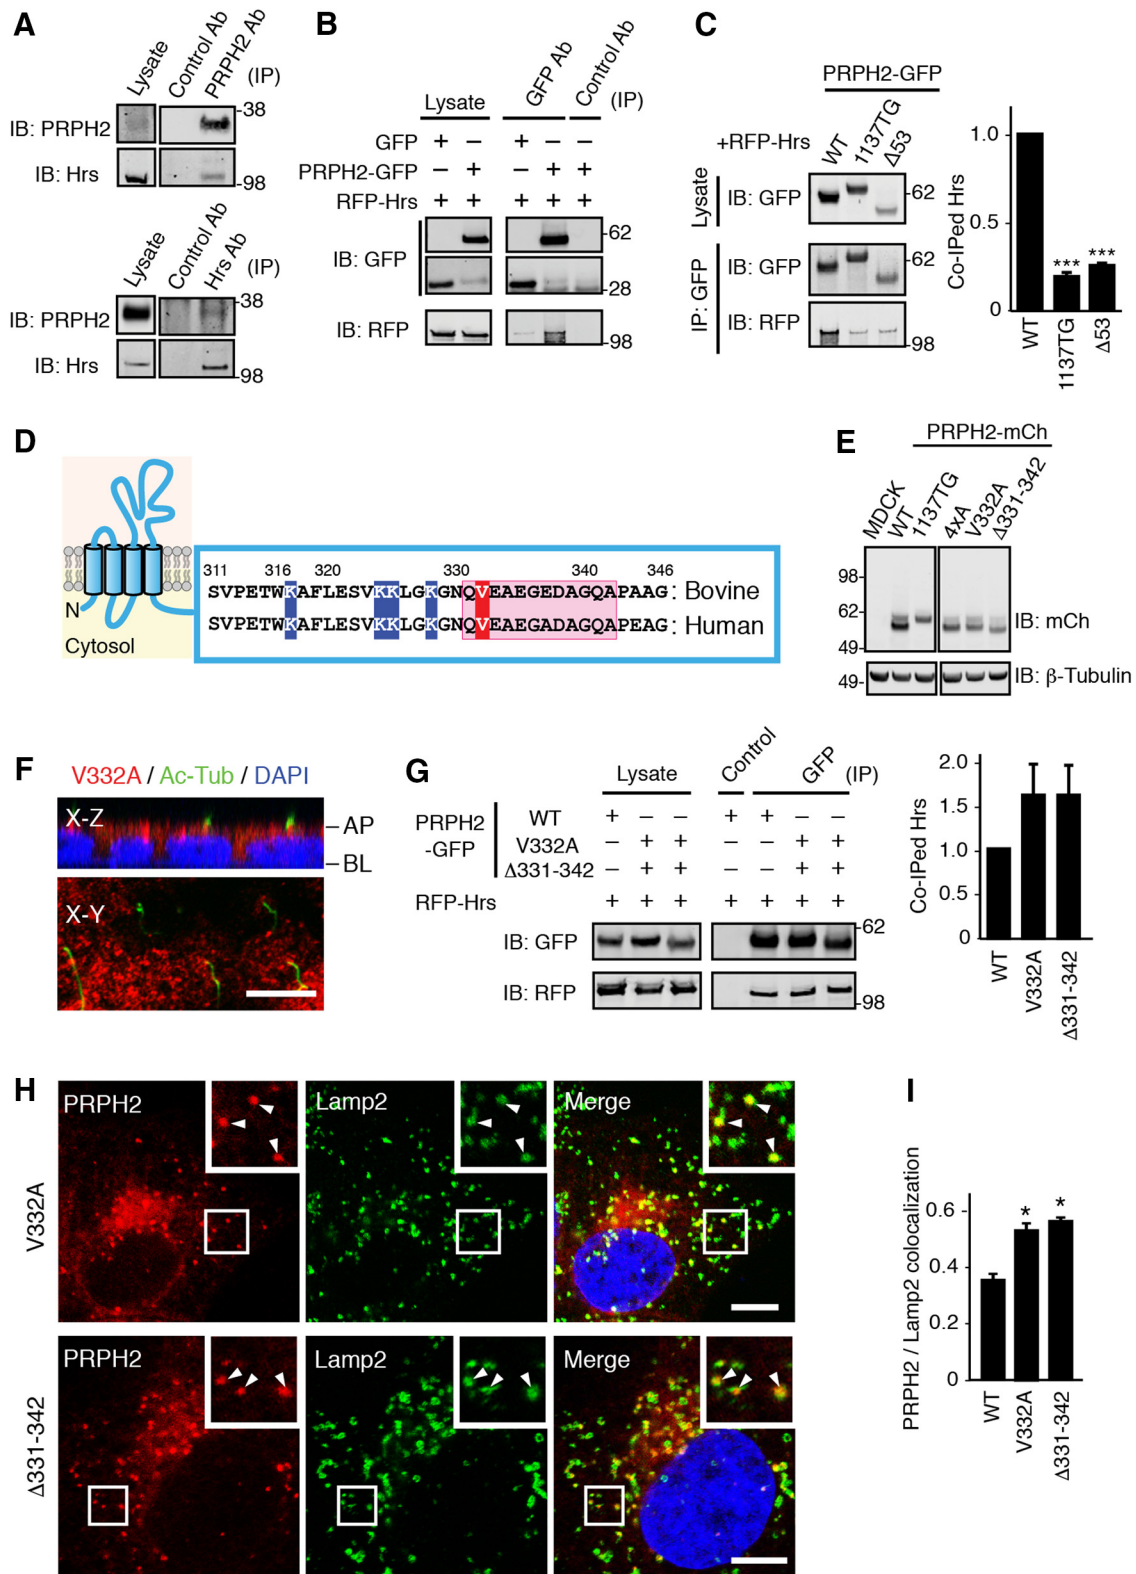 A
Lysate
Control Ab
PRPH2 Ab
(IP)
IB: PRPH2
-38
IB: Hrs
-98
Lysate
Control Ab
Hrs Ab
(IP)
IB: PRPH2
-38
IB: Hrs
-98
B
Lysate
GFP Ab
Control Ab
(IP)
GFP + – + – –
PRPH2-GFP – + – + +
RFP-Hrs + + + + +
IB: GFP
-62
-28
IB: RFP
-98
C
PRPH2-GFP
+RFP-Hrs
WT
1137TG
Δ53
Lysate
IB: GFP
-62
IP: GFP
IB: GFP
-62
IB: RFP
-98
Co-IPed Hrs
1.0
0.5
0
*** ***
WT
1137TG
Δ53
D
N
Cytosol
311 316 320 330 340 346
SVPETWKAFLESVKKLGKGNQVEAEGEDAGQAPAAG: Bovine
SVPETWKAFLESVKKLGKGNQVEAEGADAGQAPEAG: Human
E
PRPH2-mCh
MDCK
WT
1137TG
4xA
V332A
Δ331-342
98-
62-
49-
IB: mCh
49-
IB: β-Tubulin
F
V332A / Ac-Tub / DAPI
X-Z
–AP
–BL
X-Y
G
Lysate
Control
GFP
(IP)
PRPH2
-GFP
WT + – – + + – –
V332A – + + – – + +
Δ331-342 – + + – – + +
RFP-Hrs + + + + + + +
IB: GFP
-62
IB: RFP
-98
Co-IPed Hrs
2.0
1.5
1.0
0.5
0
WT
V332A
Δ331-342
H
V332A
PRPH2
Lamp2
Merge
Δ331-342
PRPH2
Lamp2
Merge
I
PRPH2 / Lamp2 colocalization
0.6
0.4
0.2
0
* *
WT
V332A
Δ331-342